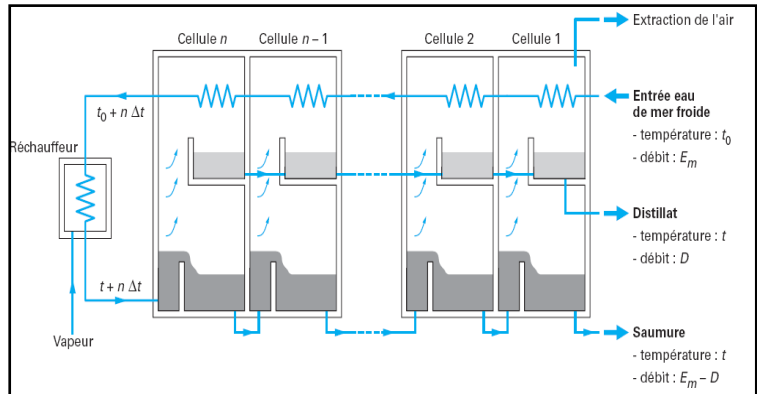 Cellule n
Cellule n – 1
Cellule 2
Cellule 1
Extraction de l'air
t0 + n Δt
Entrée eau
de mer froide
- température : t0
- débit : Em
Réchauffeur
Distillat
- température : t
- débit : D
t + n Δt
Vapeur
Saumure
- température : t
- débit : Em – D